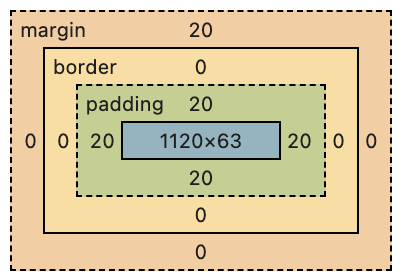 margin 20
border 0
padding 20
0 0 20 1120×63 20 0 0
20
0
0